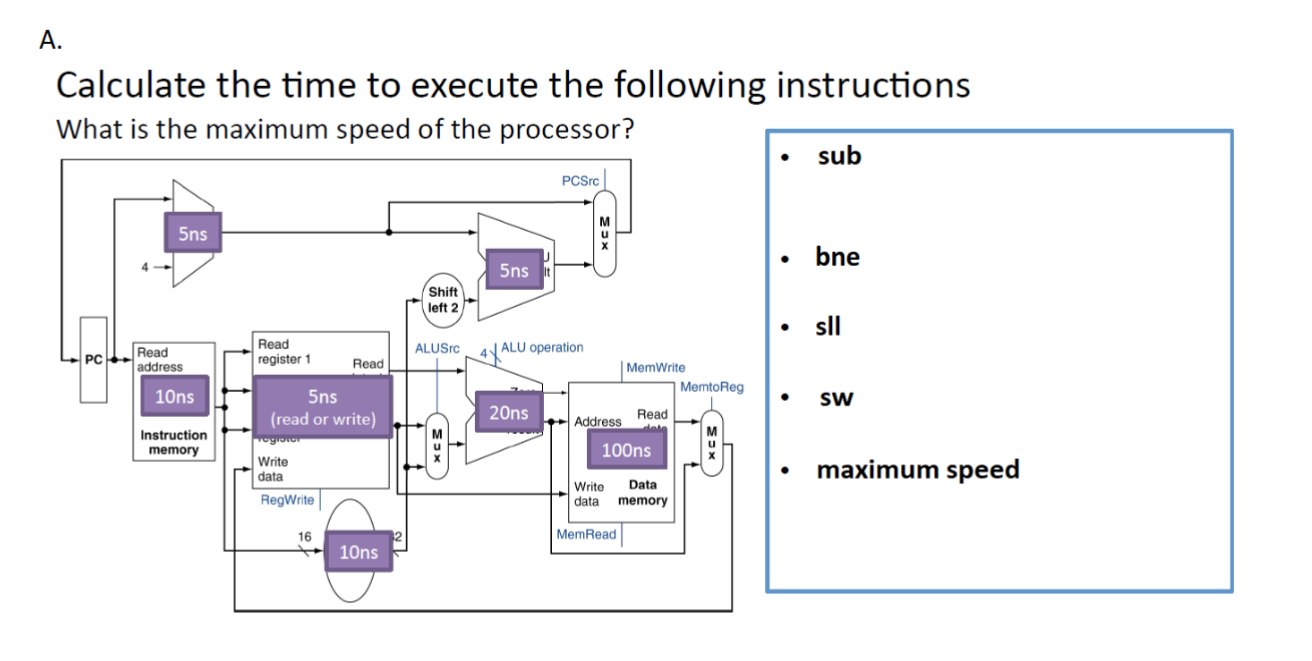 A.
Calculate the time to execute the following instructions
What is the maximum speed of the processor?
• sub
• bne
• sll
• sw
• maximum speed
PCSrc
M
u
x
5ns
4
5ns
Shift
left 2
PC
Read
address
10ns
Instruction
memory
Read
register 1
Read
5ns
(read or write)
Write
data
RegWrite
16
10ns
ALUSrc
M
u
x
4
ALU operation
20ns
MemWrite
Address
Read
100ns
Write
data
Data
memory
MemRead
MemtoReg
M
u
x